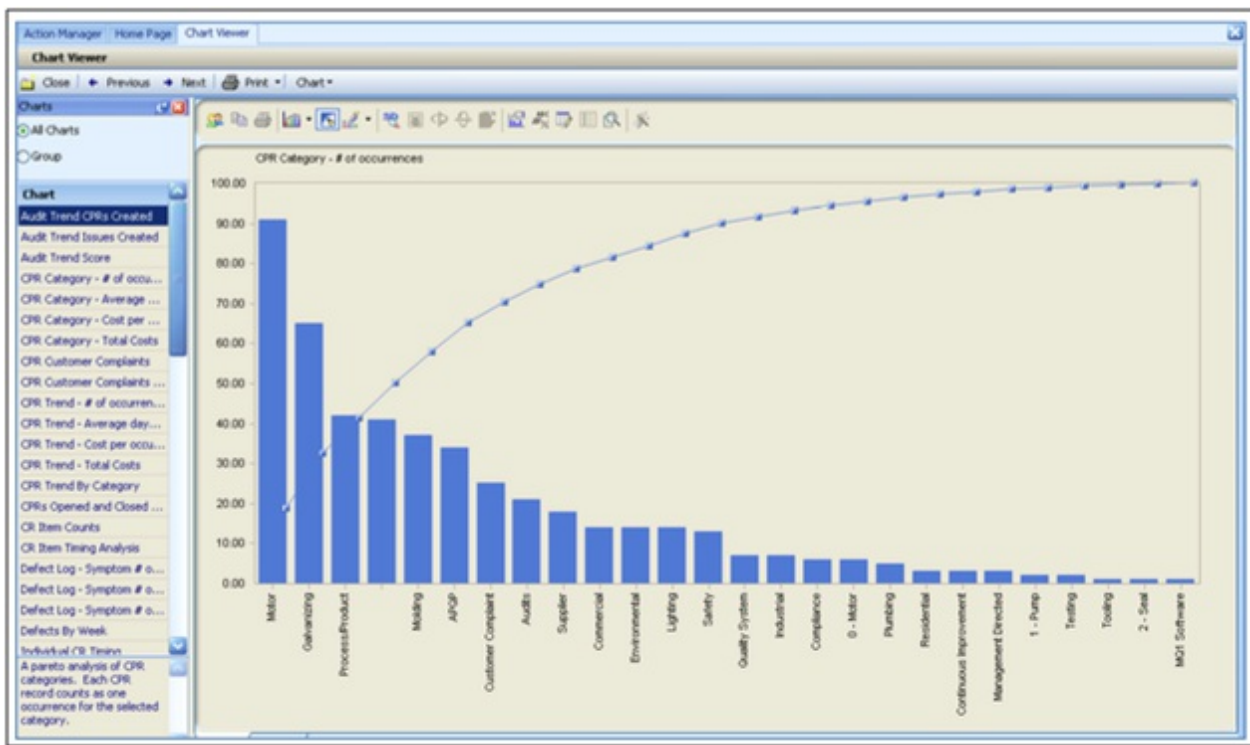 Action Manager Home Page Chart Viewer
Chart Viewer
Close Previous Next Print Chart
Charts
All Charts
Group
Chart
Audit Trend CPRs Created
Audit Trend Issues Created
Audit Trend Score
CPR Category - # of occu...
CPR Category - Average ...
CPR Category - Cost per ...
CPR Category - Total Costs
CPR Customer Complaints
CPR Customer Complaints ...
CPR Trend - # of occurren...
CPR Trend - Average day...
CPR Trend - Cost per occu...
CPR Trend - Total Costs
CPR Trend By Category
CPRs Opened and Closed ...
CR Item Counts
CR Item Timing Analysis
Defect Log - Symptom # o...
Defect Log - Symptom # o...
Defect Log - Symptom # o...
Defects By Week
Individual CR Timing
A pareto analysis of CPR
categories. Each CPR
record counts as one
occurrence for the selected
category.
CPR Category - # of occurrences
100.00
90.00
80.00
70.00
60.00
50.00
40.00
30.00
20.00
10.00
0.00
Motor
Galvanizing
Process/Product
Molding
APQP
Customer Complaint
Audits
Supplier
Commercial
Environmental
Lighting
Safety
Quality System
Industrial
Compliance
0 - Motor
Plumbing
Residential
Continuous Improvement
Management Directed
1 - Pump
Testing
Tooling
2 - Seal
MQ1 Software